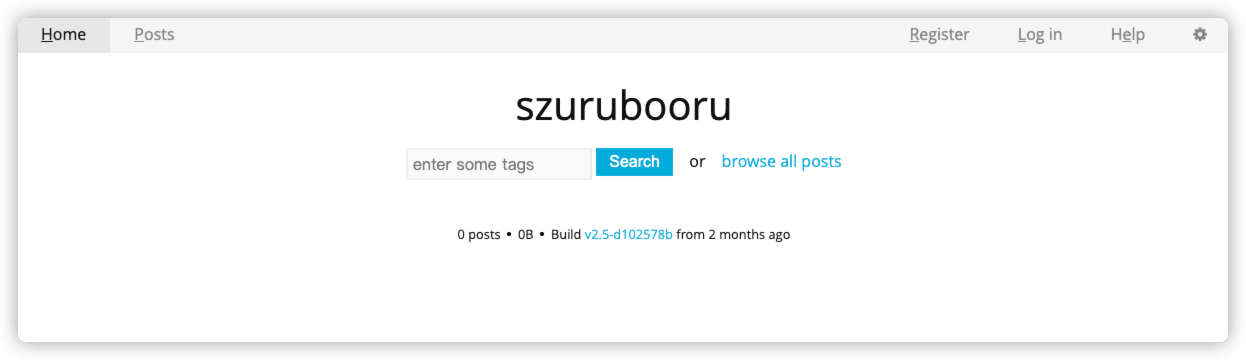 Home Posts Register Log in Help
szurubooru
enter some tags Search or browse all posts
0 posts • 0B • Build v2.5-d102578b from 2 months ago